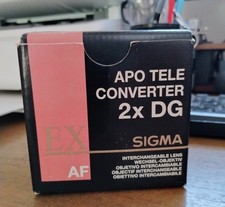 APO TELE
CONVERTER
2x DG
EX
SIGMA
AF
INTERCHANGEABLE LENS
WECHSEL-OBJEKTIV
OBJETIVO INTERCAMBIABLE
OBJECTIF INTERCHANGEABLE
OBIETTIVO INTERCAMBIABILE